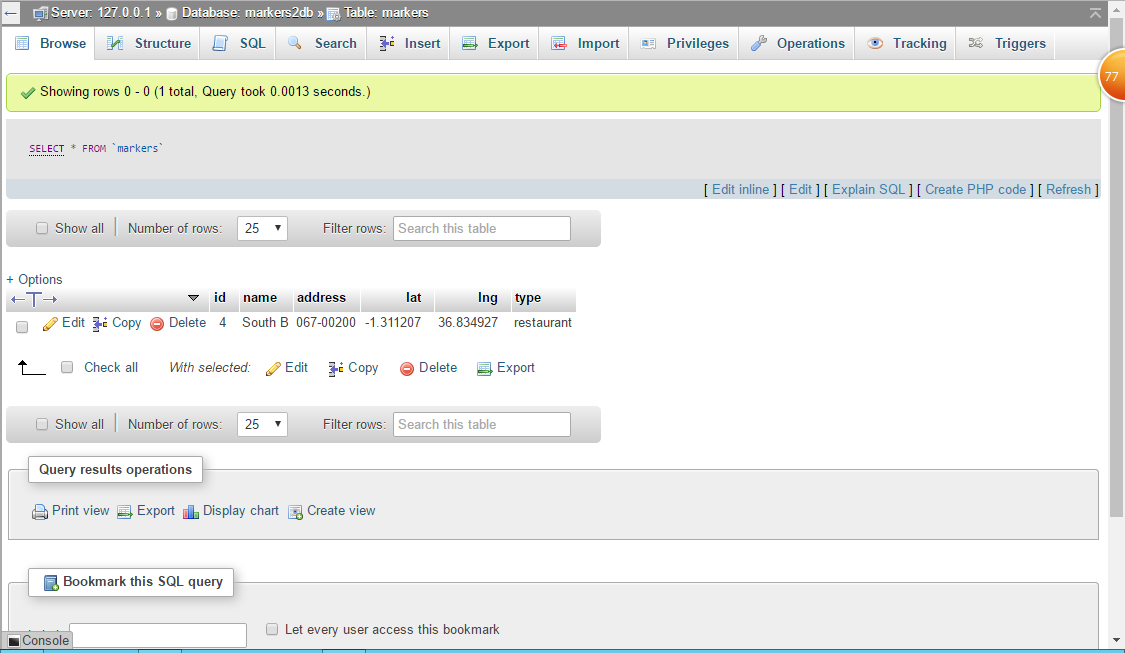 Server: 127.0.0.1 » Database: markers2db » Table: markers
Browse Structure SQL Search Insert Export Import Privileges Operations Tracking Triggers
77
Showing rows 0 - 0 (1 total, Query took 0.0013 seconds.)
SELECT * FROM `markers`
[ Edit inline ] [ Edit ] [ Explain SQL ] [ Create PHP code ] [ Refresh ]
Show all Number of rows: 25 Filter rows: Search this table
+ Options
id name address lat lng type
Edit Copy Delete 4 South B 067-00200 -1.311207 36.834927 restaurant
Check all With selected: Edit Copy Delete Export
Show all Number of rows: 25 Filter rows: Search this table
Query results operations
Print view Export Display chart Create view
Bookmark this SQL query
Let every user access this bookmark
Console